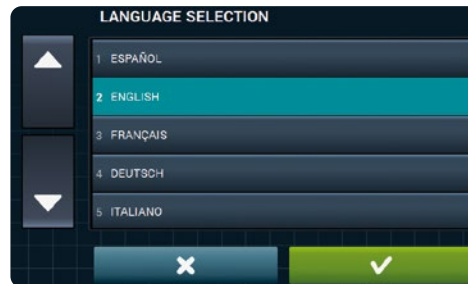 LANGUAGE SELECTION
1 ESPAÑOL
2 ENGLISH
3 FRANÇAIS
4 DEUTSCH
5 ITALIANO